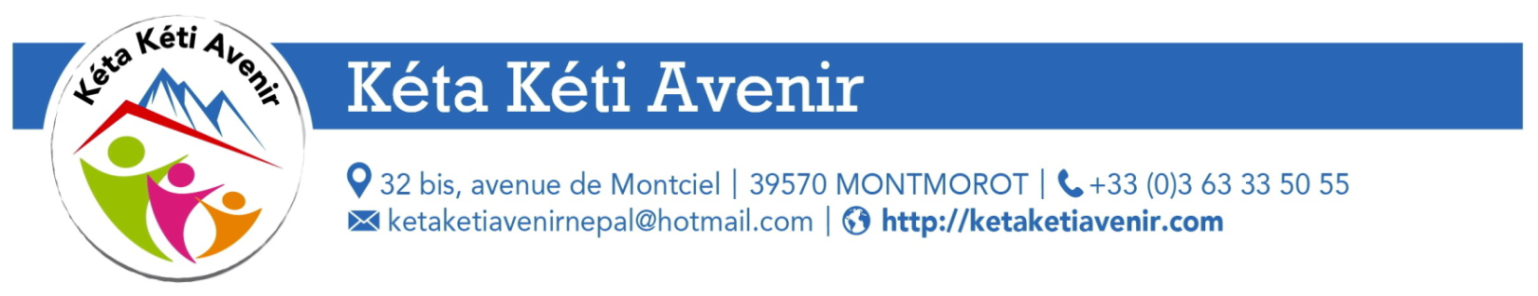 Kéta Kéti Avenir
Kéta Kéti Avenir
32 bis, avenue de Montciel | 39570 MONTMOROT | +33 (0)3 63 33 50 55
ketaketiavenirnepal@hotmail.com | http://ketaketiavenir.com